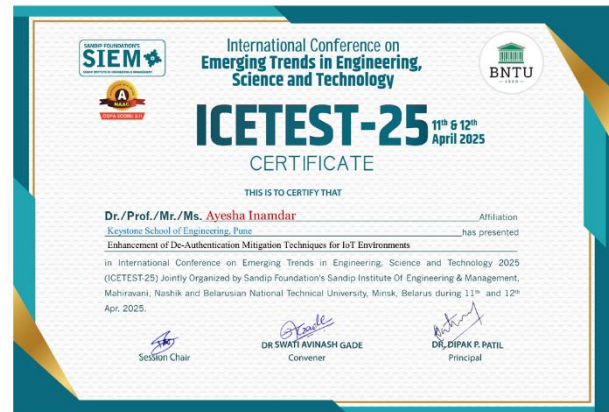 SANDIP FOUNDATION'S
SIEM
SANDIP INSTITUTE OF ENGINEERING & MANAGEMENT
A
NAAC
International Conference on
Emerging Trends in Engineering,
Science and Technology
BNTU
ICETEST-25 11th & 12th April 2025
CERTIFICATE
THIS IS TO CERTIFY THAT
Dr./Prof./Mr./Ms. Ayesha Inamdar Affiliation
Keystone School of Engineering, Pune has presented
Enhancement of De-Authentication Mitigation Techniques for IoT Environments
in International Conference on Emerging Trends in Engineering, Science and Technology 2025
(ICETEST-25) Jointly Organized by Sandip Foundation's Sandip Institute Of Engineering & Management,
Mahiravani, Nashik and Belarusian National Technical University, Minsk, Belarus during 11th and 12th
Apr. 2025.
Session Chair
DR SWATI AVINASH GADE
Convener
DR. DIPAK P. PATIL
Principal